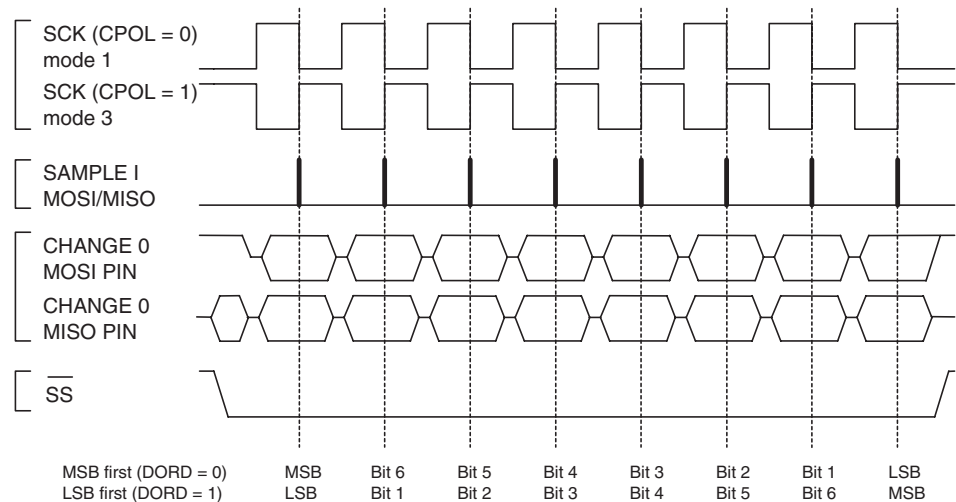 SCK (CPOL = 0)
mode 1
SCK (CPOL = 1)
mode 3
SAMPLE I
MOSI/MISO
CHANGE 0
MOSI PIN
CHANGE 0
MISO PIN
SS
MSB first (DORD = 0) MSB Bit 6 Bit 5 Bit 4 Bit 3 Bit 2 Bit 1 LSB
LSB first (DORD = 1) LSB Bit 1 Bit 2 Bit 3 Bit 4 Bit 5 Bit 6 MSB